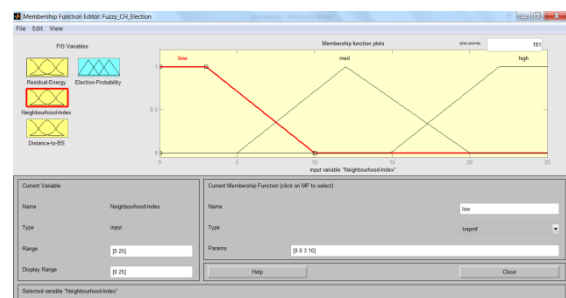 Membership Function Editor: Fuzzy_CH_Election
File Edit View
FIS Variables
Membership function plots
plot points:
181
Residual-Energy
Election-Probability
Neighbourhood-Index
Distance-to-BS
low
med
high
1
0.5
0
0
5
10
15
20
25
input variable "Neighbourhood-Index"
Current Variable
Current Membership Function (click on MF to select)
Name
Neighbourhood-Index
Name
low
Type
input
Type
trapmf
Range
[0 25]
Params
[0 0 3 10]
Display Range
[0 25]
Help
Close
Selected variable "Neighbourhood-Index"